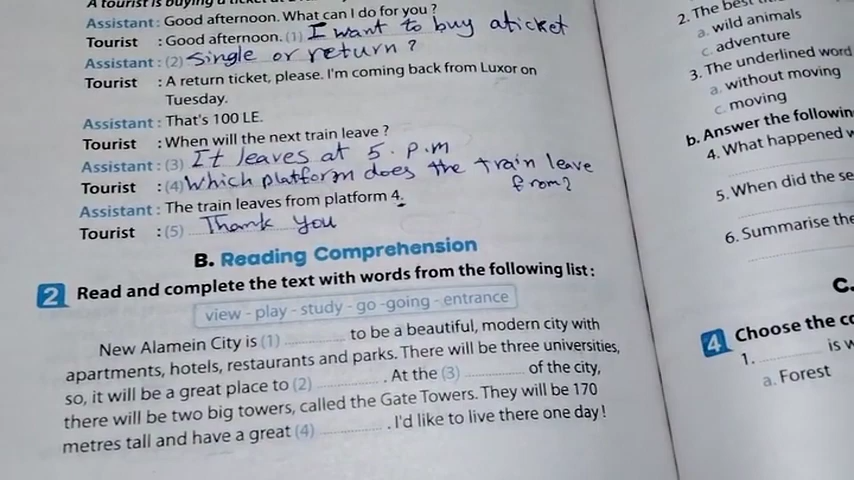 A tourist is buying a ticket at
Assistant : Good afternoon. What can I do for you ?
Tourist : Good afternoon. (1) I want to buy aticket
Assistant : (2) Single or return ?
Tourist : A return ticket, please. I'm coming back from Luxor on
Tuesday.
Assistant : That's 100 LE.
Tourist : When will the next train leave ?
Assistant : (3) It leaves at 5. p.m
Tourist : (4) Which platform does the train leave
from?
Assistant : The train leaves from platform 4.
Tourist : (5) Thank You
B. Reading Comprehension
2 Read and complete the text with words from the following list :
view - play - study - go -going - entrance
New Alamein City is (1) ............... to be a beautiful, modern city with
apartments, hotels, restaurants and parks. There will be three universities,
so, it will be a great place to (2) ............... . At the (3) ............... of the city,
there will be two big towers, called the Gate Towers. They will be 170
metres tall and have a great (4) ............... . I'd like to live there one day!
2. The best
a. wild animals
c. adventure
3. The underlined word
a. without moving
c. moving
b. Answer the followin
4. What happened
5. When did the se
6. Summarise the
C.
4 Choose the co
1. ............... is
a. Forest